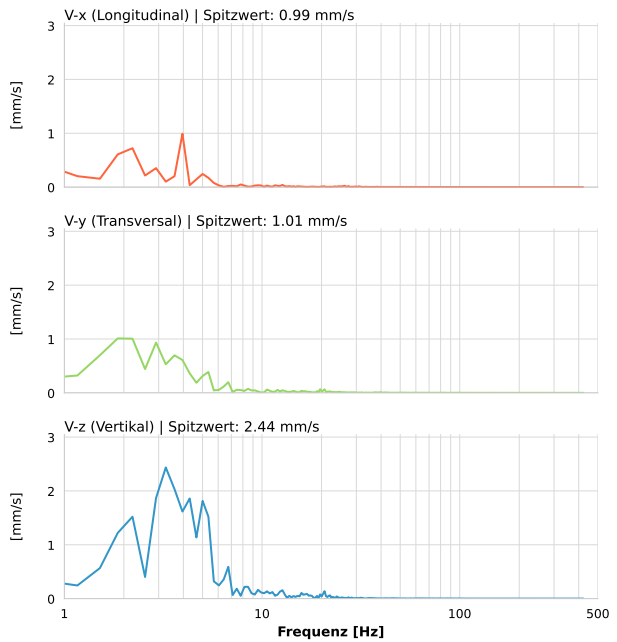 V-x (Longitudinal) | Spitzwert: 0.99 mm/s
3
2
[mm/s]
1
0
V-y (Transversal) | Spitzwert: 1.01 mm/s
3
2
[mm/s]
1
0
V-z (Vertikal) | Spitzwert: 2.44 mm/s
3
2
[mm/s]
1
0
1 10 100 500
Frequenz [Hz]